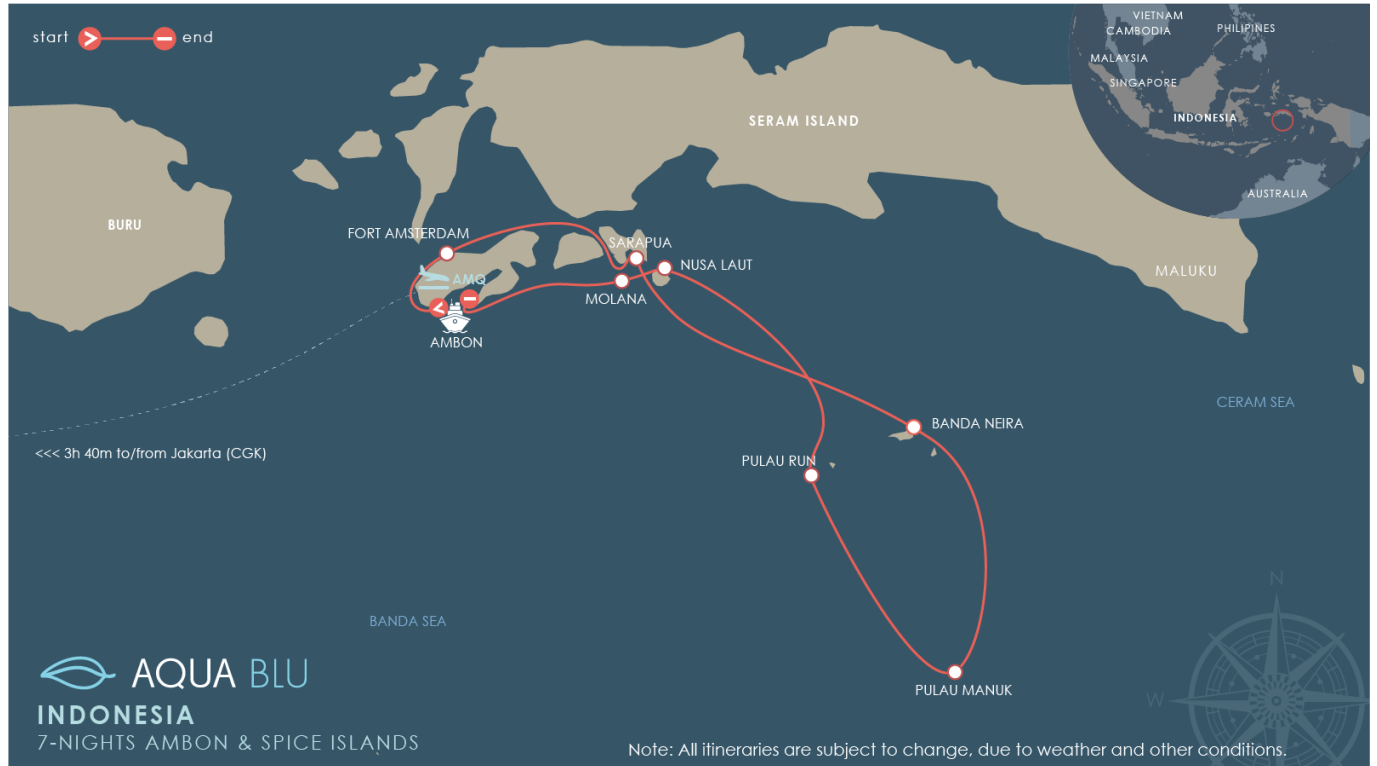 start
end
VIETNAM
CAMBODIA
PHILIPINES
MALAYSIA
SINGAPORE
INDONESIA
AUSTRALIA
SERAM ISLAND
BURU
FORT AMSTERDAM
SARAPUA
NUSA LAUT
AMQ
MOLANA
AMBON
MALUKU
CERAM SEA
BANDA NEIRA
<<< 3h 40m to/from Jakarta (CGK)
PULAU RUN
BANDA SEA
PULAU MANUK
N
W
AQUA BLU
INDONESIA
7-NIGHTS AMBON & SPICE ISLANDS
Note: All itineraries are subject to change, due to weather and other conditions.